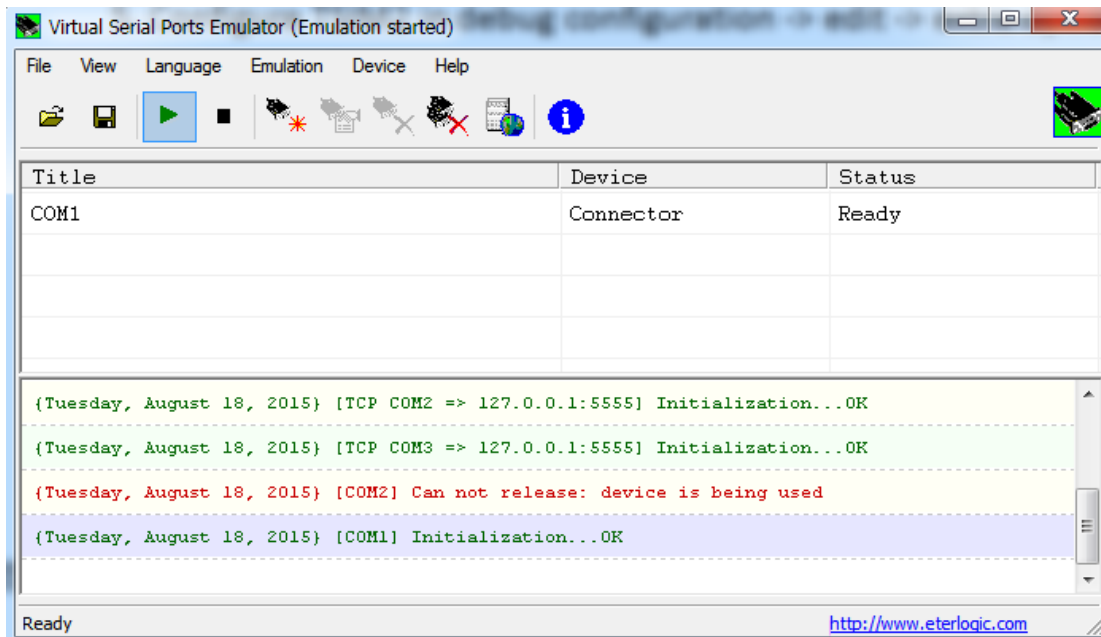 debug configuration -> edit ->
Virtual Serial Ports Emulator (Emulation started)
File View Language Emulation Device Help
Title Device Status
COM1 Connector Ready
{Tuesday, August 18, 2015} [TCP COM2 => 127.0.0.1:5555] Initialization...OK
{Tuesday, August 18, 2015} [TCP COM3 => 127.0.0.1:5555] Initialization...OK
{Tuesday, August 18, 2015} [COM2] Can not release: device is being used
{Tuesday, August 18, 2015} [COM1] Initialization...OK
Ready http://www.eterlogic.com